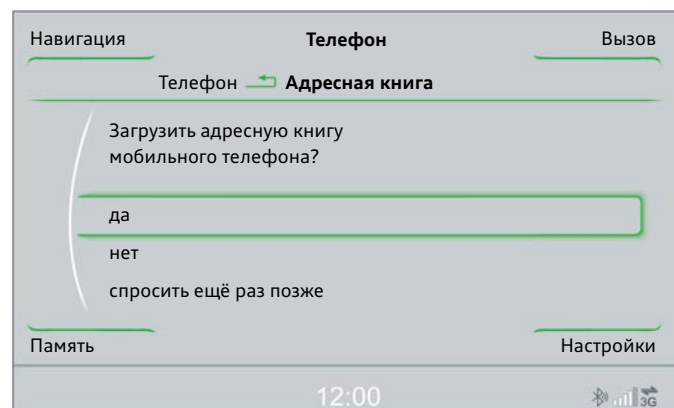 Навигация Телефон Вызов
Телефон Адресная книга
Загрузить адресную книгу
мобильного телефона?
да
нет
спросить ещё раз позже
Память Настройки
12:00 3G